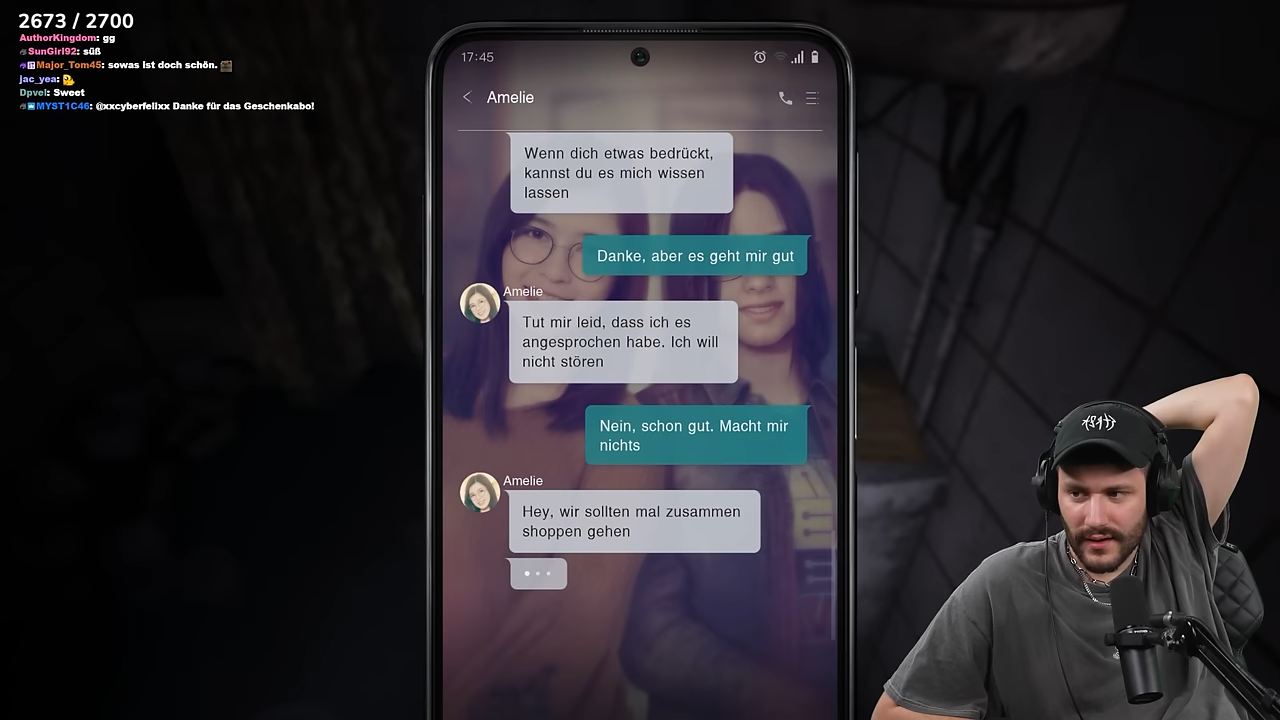 2673 / 2700
AuthorKingdom: gg
SunGirl92: süß
Major_Tom45: sowas ist doch schön.
jac_yea:
Dpvel: Sweet
MYST1C46: @xxcyberfelixx Danke für das Geschenkabo!
17:45
Amelie
Wenn dich etwas bedrückt,
kannst du es mich wissen
lassen
Danke, aber es geht mir gut
Amelie
Tut mir leid, dass ich es
angesprochen habe. Ich will
nicht stören
Nein, schon gut. Macht mir
nichts
Amelie
Hey, wir sollten mal zusammen
shoppen gehen